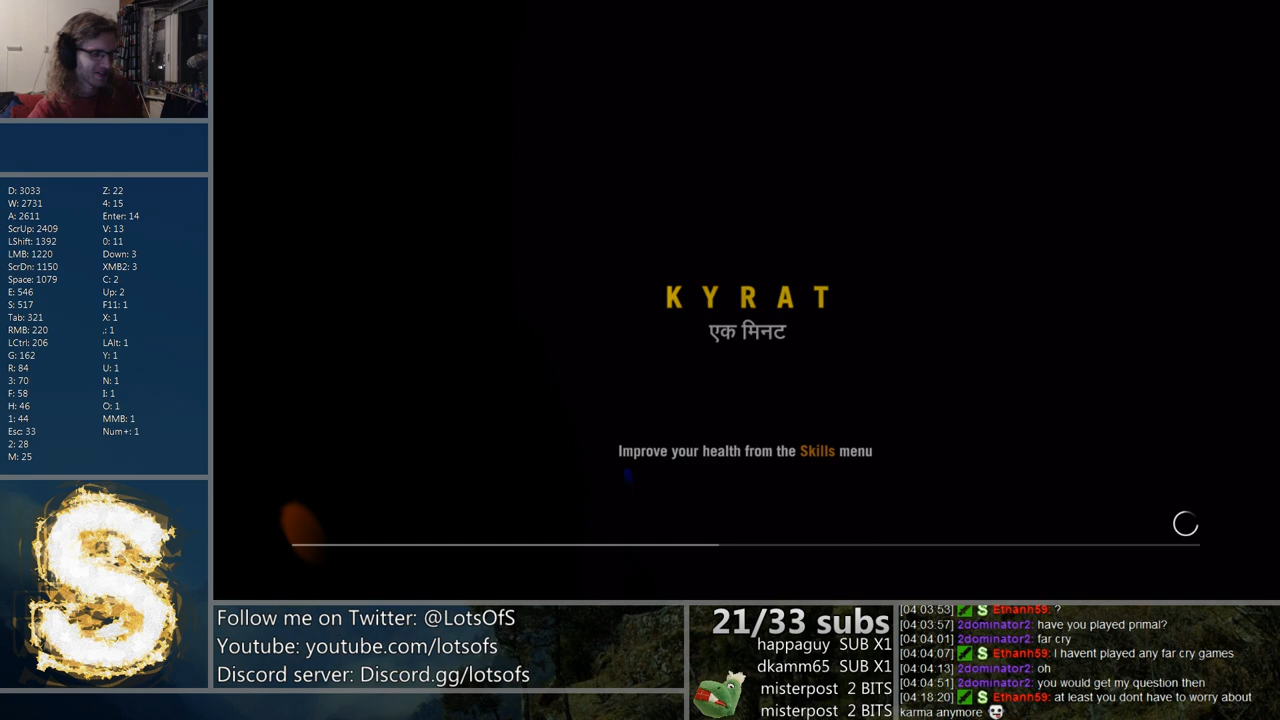 D: 3033
W: 2731
A: 2611
ScrUp: 2409
LShift: 1392
LMB: 1220
ScrDn: 1150
Space: 1079
E: 546
S: 517
Tab: 321
RMB: 220
LCtrl: 206
G: 162
R: 84
3: 70
F: 58
H: 46
1: 44
Esc: 33
2: 28
M: 25
Z: 22
4: 15
Enter: 14
V: 13
0: 11
Down: 3
XMB2: 3
C: 2
Up: 2
F11: 1
X: 1
.: 1
LAlt: 1
Y: 1
U: 1
N: 1
I: 1
O: 1
MMB: 1
Num+: 1
S
KYRAT
एक मिनट
Improve your health from the Skills menu
Follow me on Twitter: @LotsOfS
Youtube: youtube.com/lotsofs
Discord server: Discord.gg/lotsofs
21/33 subs
happaguy SUB X1
dkamm65 SUB X1
misterpost 2 BITS
misterpost 2 BITS
[04:03:53] S Ethanh59: ?
[04:03:57] 2dominator2: have you played primal?
[04:04:01] 2dominator2: far cry
[04:04:07] S Ethanh59: I havent played any far cry games
[04:04:13] 2dominator2: oh
[04:04:51] 2dominator2: you would get my question then
[04:18:20] S Ethanh59: at least you dont have to worry about
karma anymore